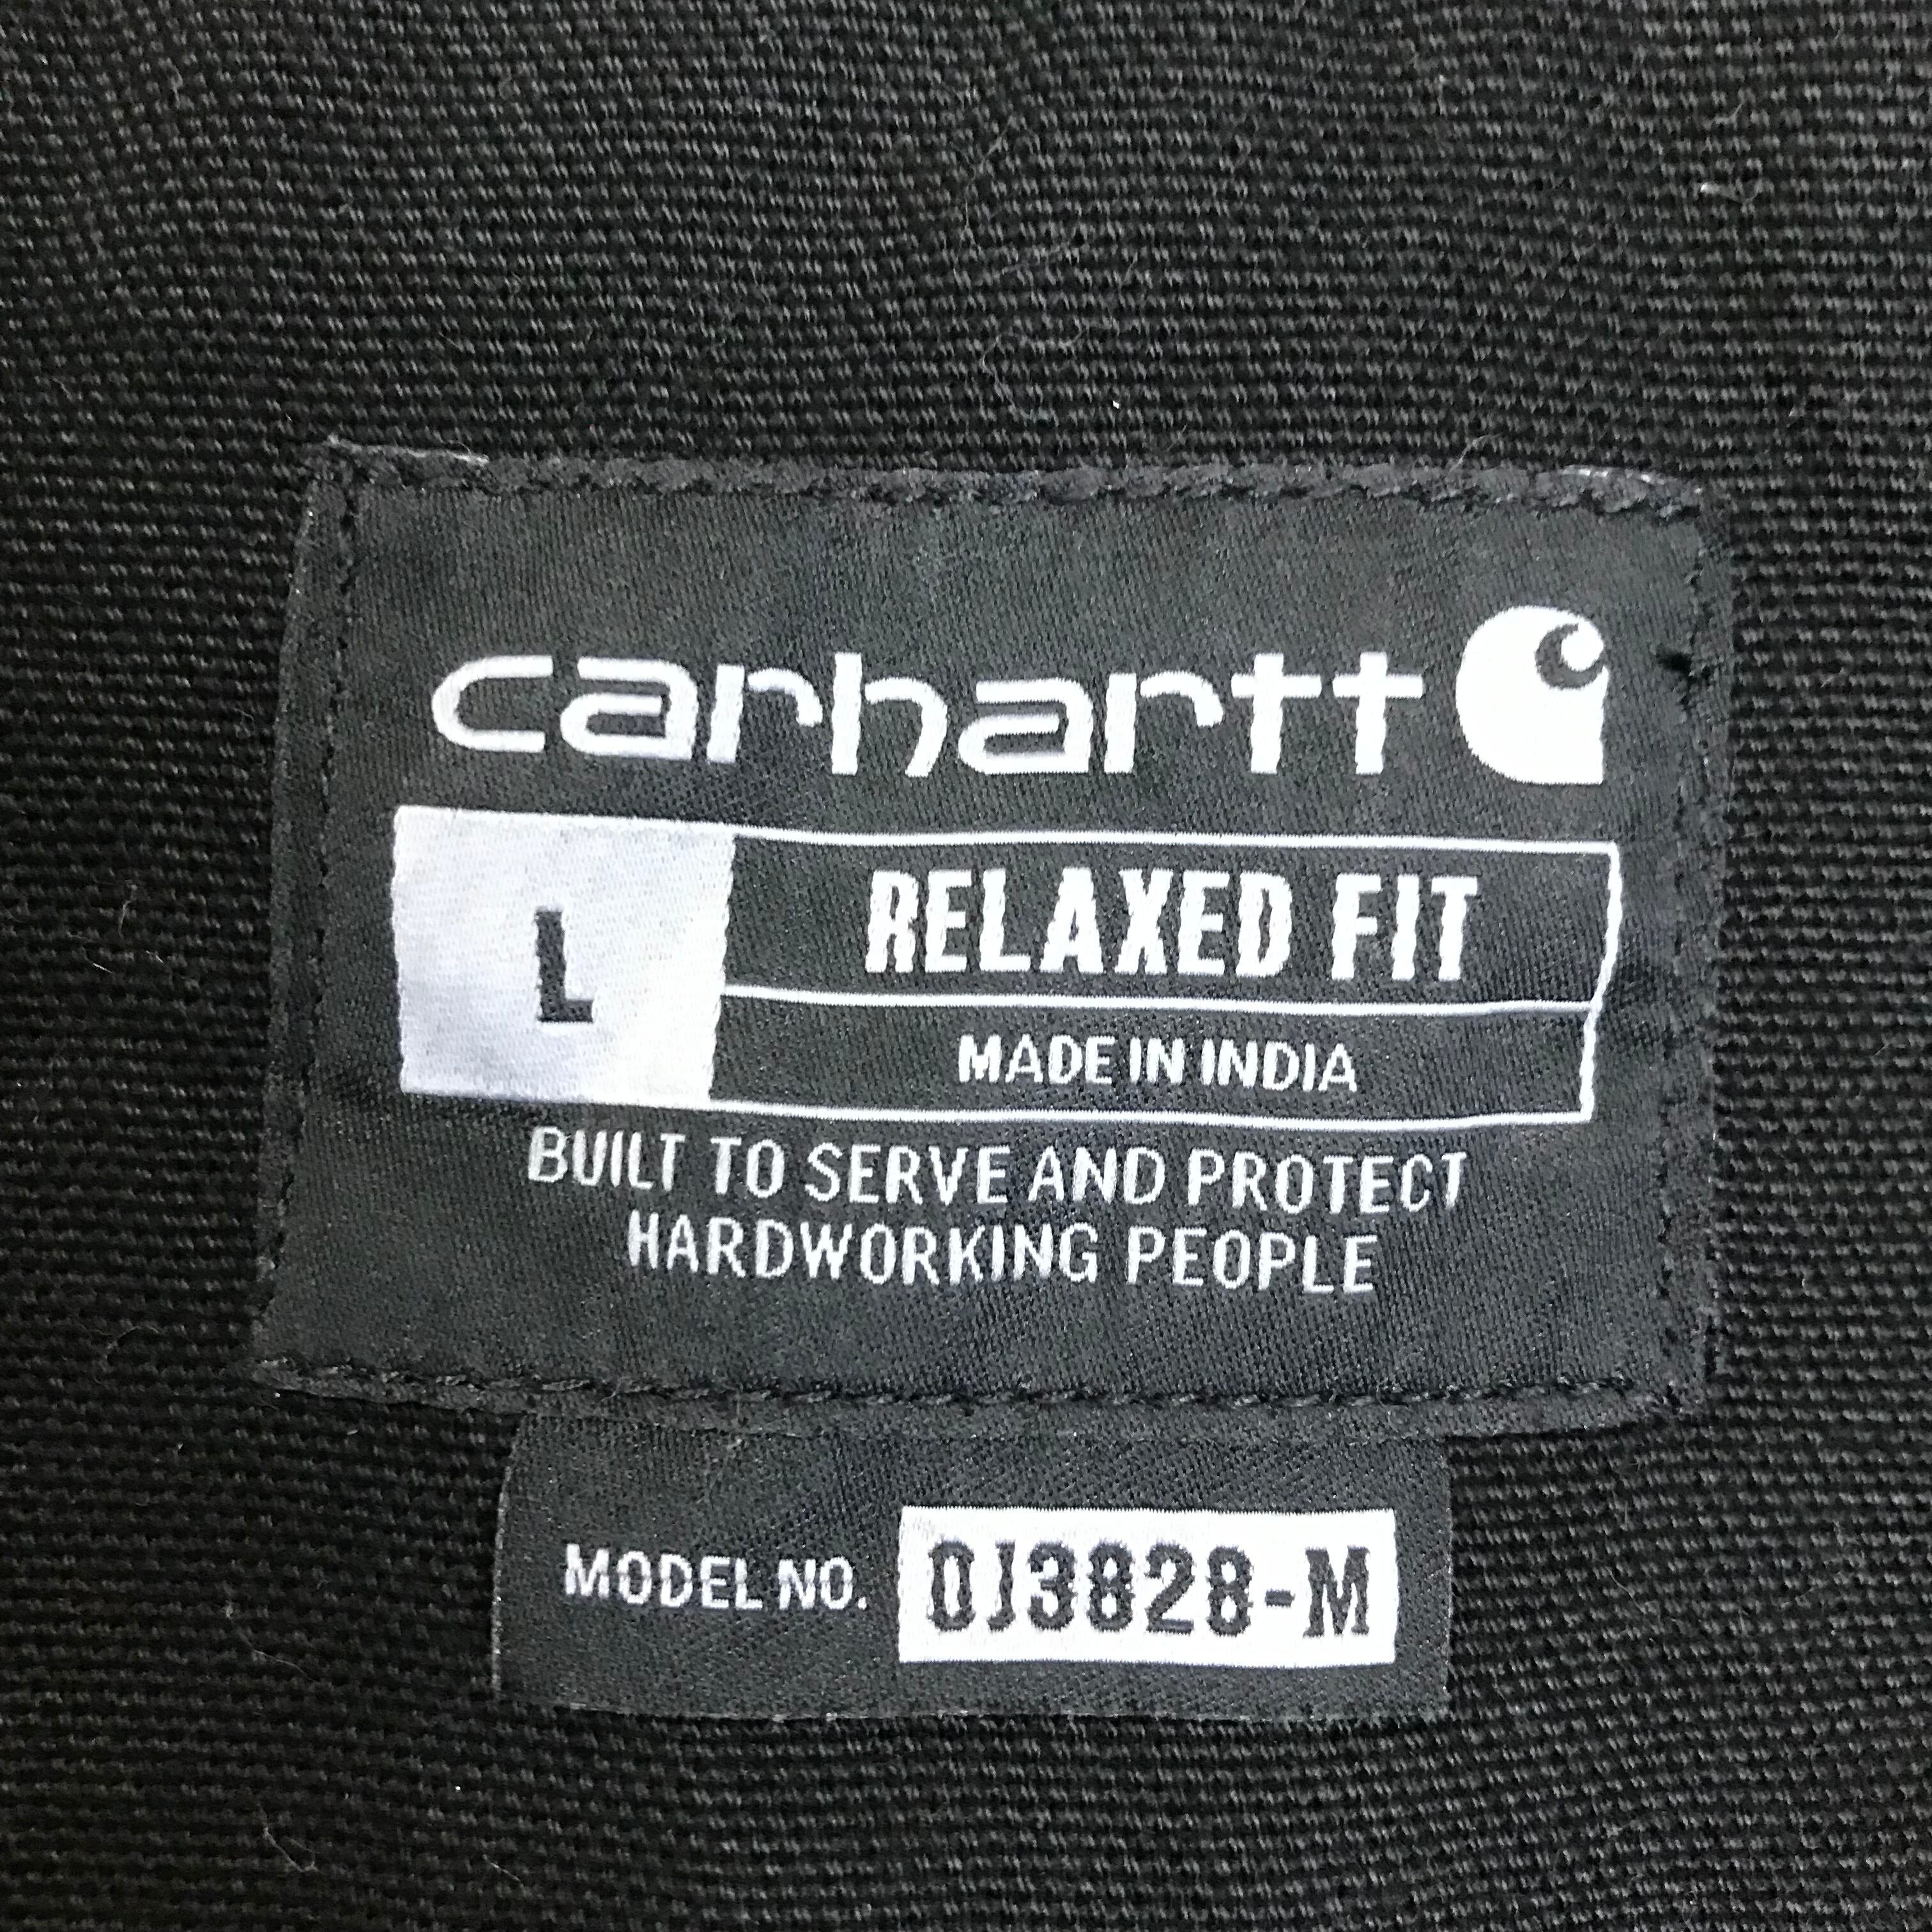 carhartt
L RELAXED FIT
MADE IN INDIA
BUILT TO SERVE AND PROTECT
HARDWORKING PEOPLE
MODEL NO. OJ3828-M